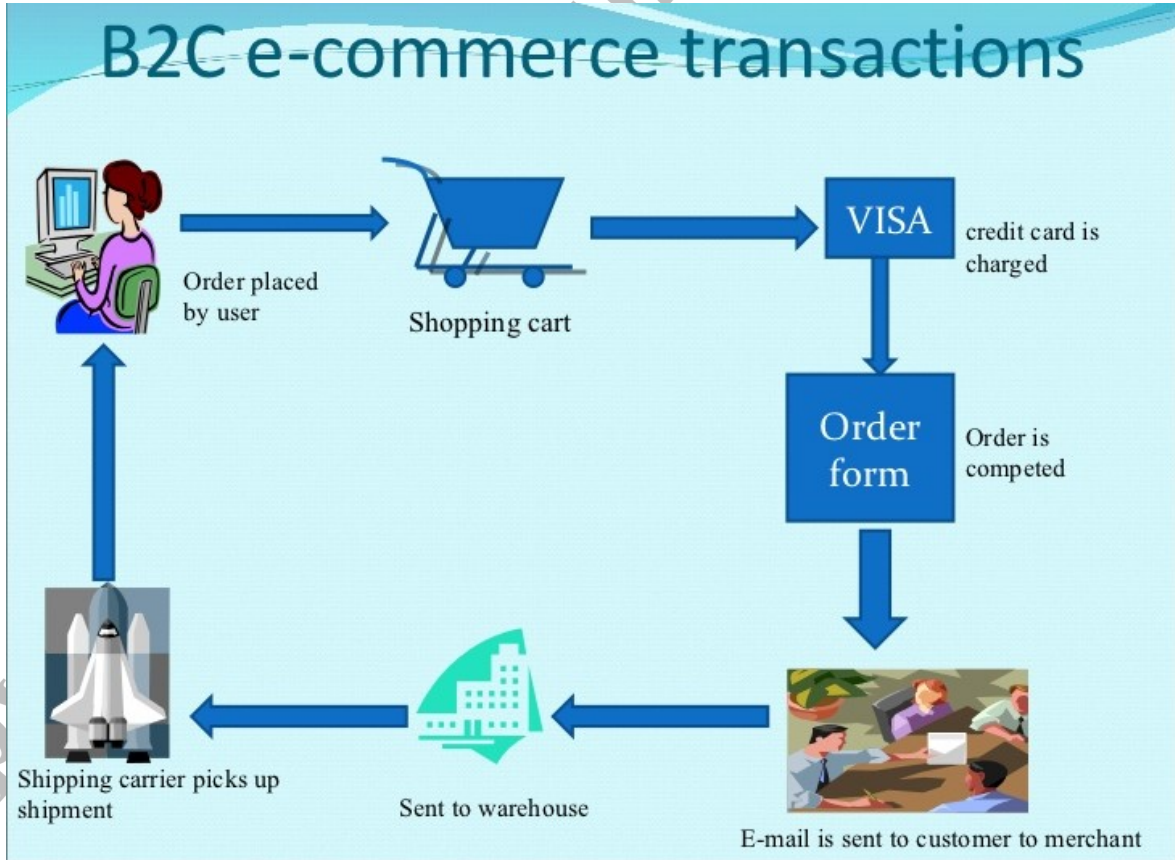 B2C e-commerce transactions
Order placed
by user
Shopping cart
VISA
credit card is
charged
Order
form
Order is
competed
Shipping carrier picks up
shipment
Sent to warehouse
E-mail is sent to customer to merchant